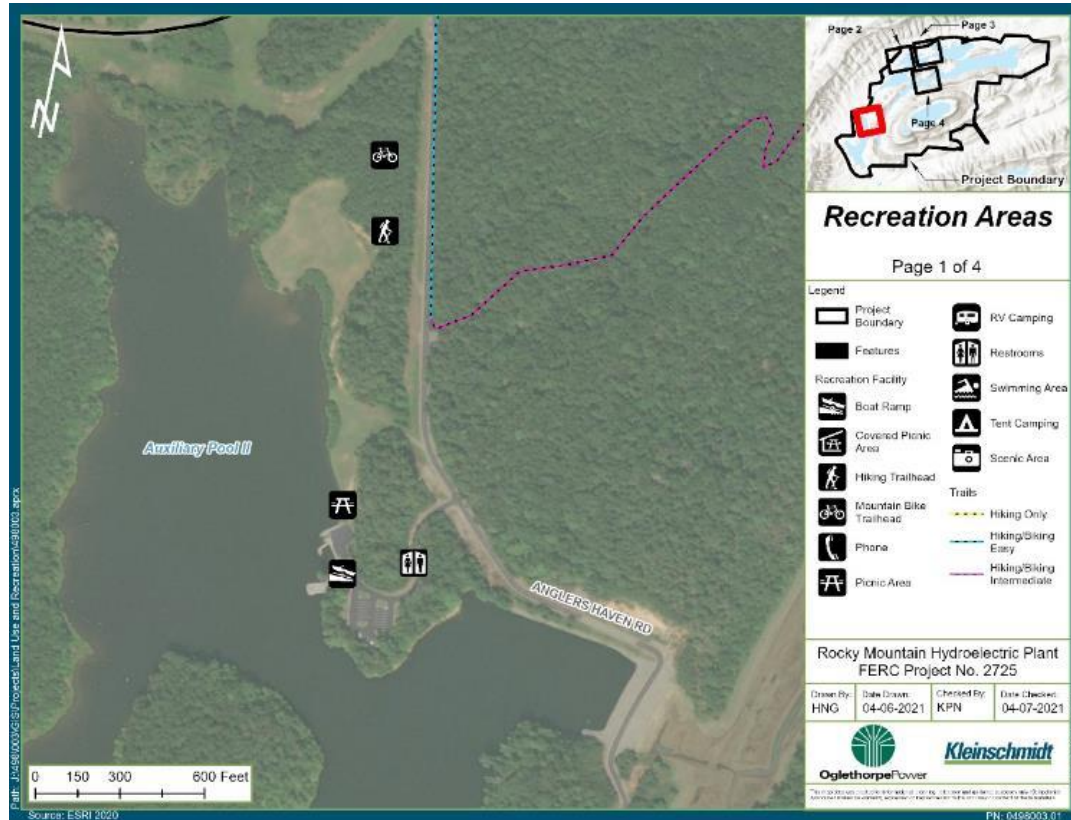 N
Auxiliary Pool II
ANGLERS HAVEN RD
0 150 300 600 Feet
Source: ESRI 2020
Page 2
Page 3
Page 4
Project Boundary
Recreation Areas
Page 1 of 4
Legend
Project
Boundary
Features
Recreation Facility
Boat Ramp
Covered Picnic
Area
Hiking Trailhead
Mountain Bike
Trailhead
Phone
Picnic Area
RV Camping
Restrooms
Swimming Area
Tent Camping
Scenic Area
Trails
Hiking Only
Hiking/Biking
Easy
Hiking/Biking
Intermediate
Rocky Mountain Hydroelectric Plant
FERC Project No. 2725
Drawn By: Date Drawn: Checked By: Date Checked:
HNG 04-06-2021 KPN 04-07-2021
OglethorpePower
Kleinschmidt
PN: 0498003.01